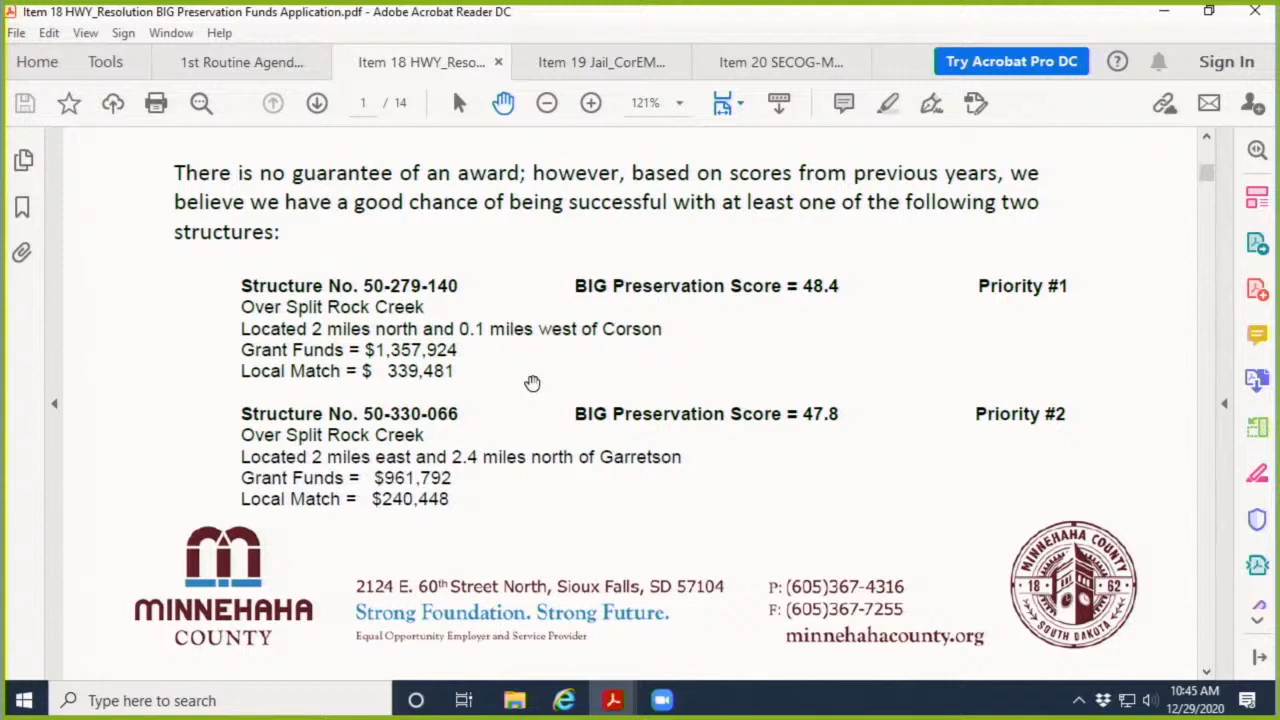 Item 18 HWY_Resolution BIG Preservation Funds Application.pdf - Adobe Acrobat Reader DC
File Edit View Sign Window Help
Home Tools 1st Routine Agend... Item 18 HWY_Reso... Item 19 Jail_CorEM... Item 20 SECOG-M... Try Acrobat Pro DC Sign In
1 / 14 121%
There is no guarantee of an award; however, based on scores from previous years, we
believe we have a good chance of being successful with at least one of the following two
structures:
Structure No. 50-279-140 BIG Preservation Score = 48.4 Priority #1
Over Split Rock Creek
Located 2 miles north and 0.1 miles west of Corson
Grant Funds = $1,357,924
Local Match = $ 339,481
Structure No. 50-330-066 BIG Preservation Score = 47.8 Priority #2
Over Split Rock Creek
Located 2 miles east and 2.4 miles north of Garretson
Grant Funds = $961,792
Local Match = $240,448
MINNEHAHA
COUNTY
2124 E. 60th Street North, Sioux Falls, SD 57104
Strong Foundation. Strong Future.
Equal Opportunity Employer and Service Provider
P: (605)367-4316
F: (605)367-7255
minnehahacounty.org
MINNEHAHA COUNTY
18 62
SOUTH DAKOTA
Type here to search
10:45 AM
12/29/2020